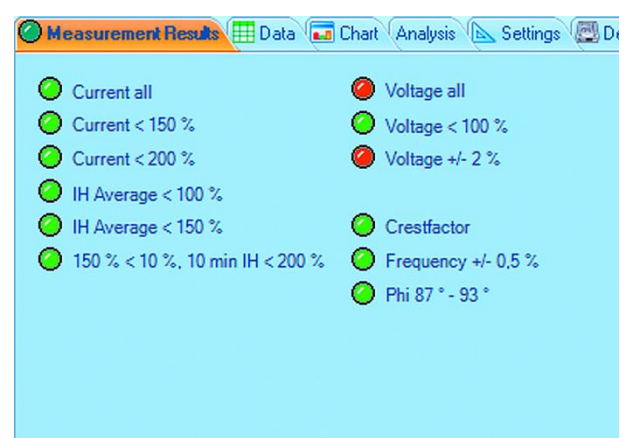 Measurement Results Data Chart Analysis Settings
Current all
Current < 150 %
Current < 200 %
IH Average < 100 %
IH Average < 150 %
150 % < 10 %, 10 min IH < 200 %
Voltage all
Voltage < 100 %
Voltage +/- 2 %
Crestfactor
Frequency +/- 0,5 %
Phi 87 ° - 93 °